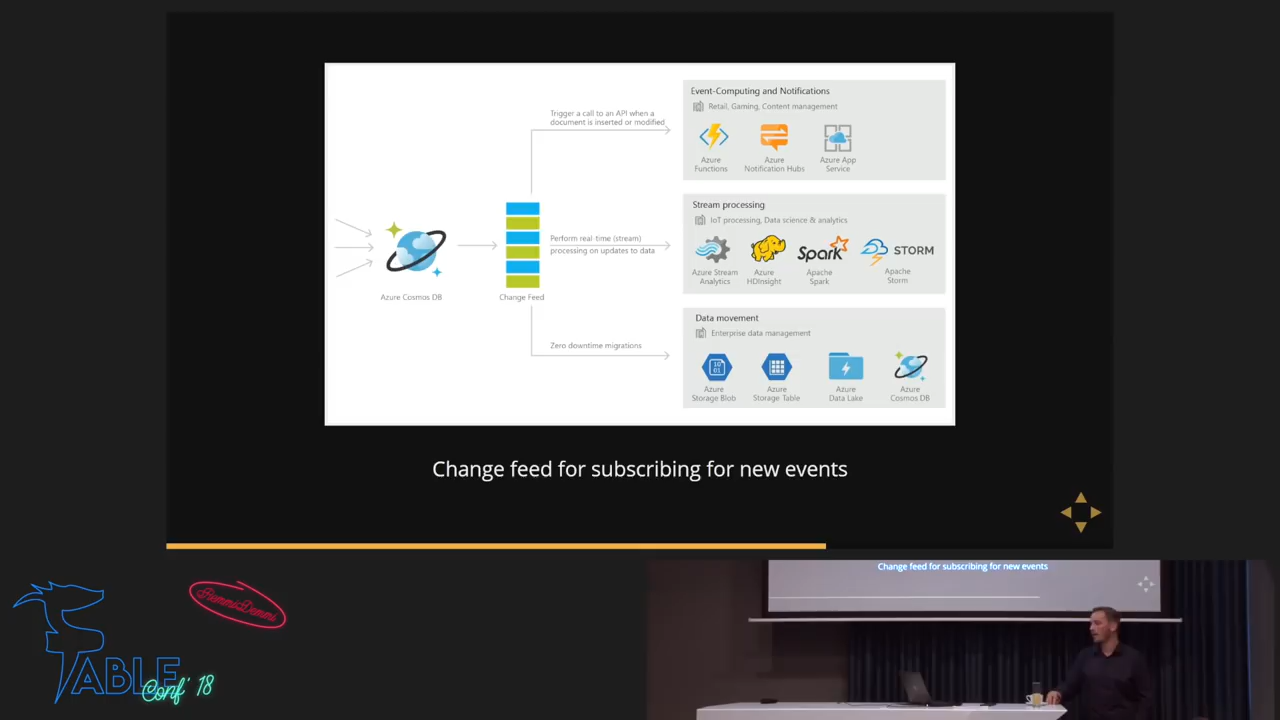 Event-Computing and Notifications
Retail, Gaming, Content management
Trigger a call to an API when a
document is inserted or modified
Azure
Functions
Azure
Notification Hubs
Azure App
Service
Stream processing
IoT processing, Data science & analytics
Perform real-time (stream)
processing on updates to data
Spark
STORM
Azure Stream
Analytics
Azure
HDInsight
Apache
Spark
Apache
Storm
Azure Cosmos DB
Change Feed
Data movement
Enterprise data management
Zero downtime migrations
10
01
Azure
Storage Blob
Azure
Storage Table
Azure
Data Lake
Azure
Cosmos DB
Change feed for subscribing for new events
Change feed for subscribing for new events
FABLE
Conf' 18